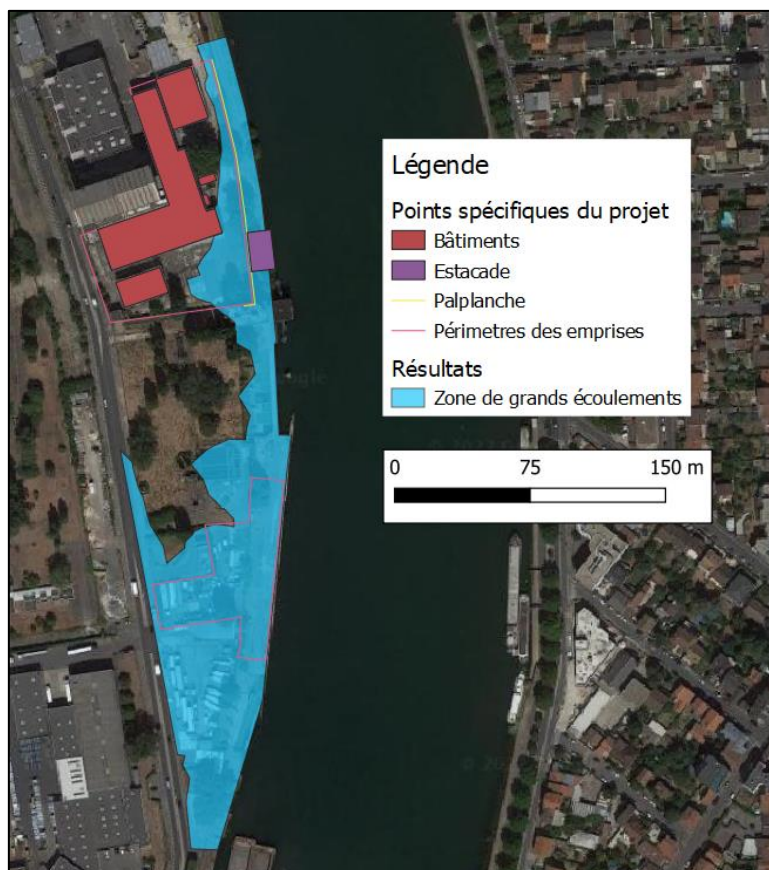 Légende
Points spécifiques du projet
Bâtiments
Estacade
Palplanche
Périmetres des emprises
Résultats
Zone de grands écoulements
0 75 150 m